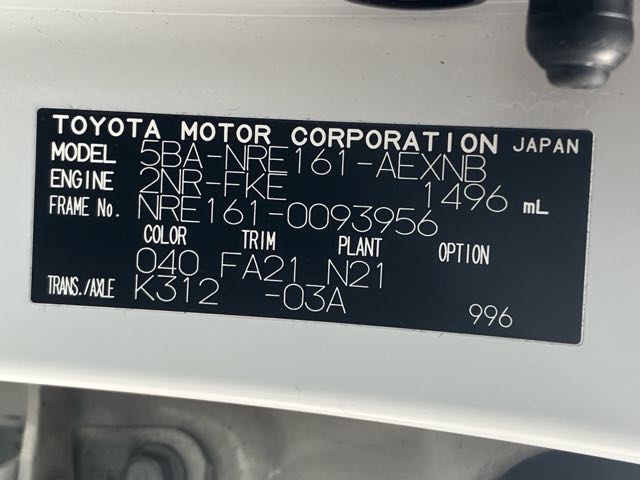 TOYOTA MOTOR CORPORATION JAPAN
MODEL 5BA-NRE161-AEXNB
ENGINE 2NR-FKE 1496 mL
FRAME No. NRE161-0093956
COLOR TRIM PLANT OPTION
040 FA21 N21
TRANS./AXLE K312 -03A
996